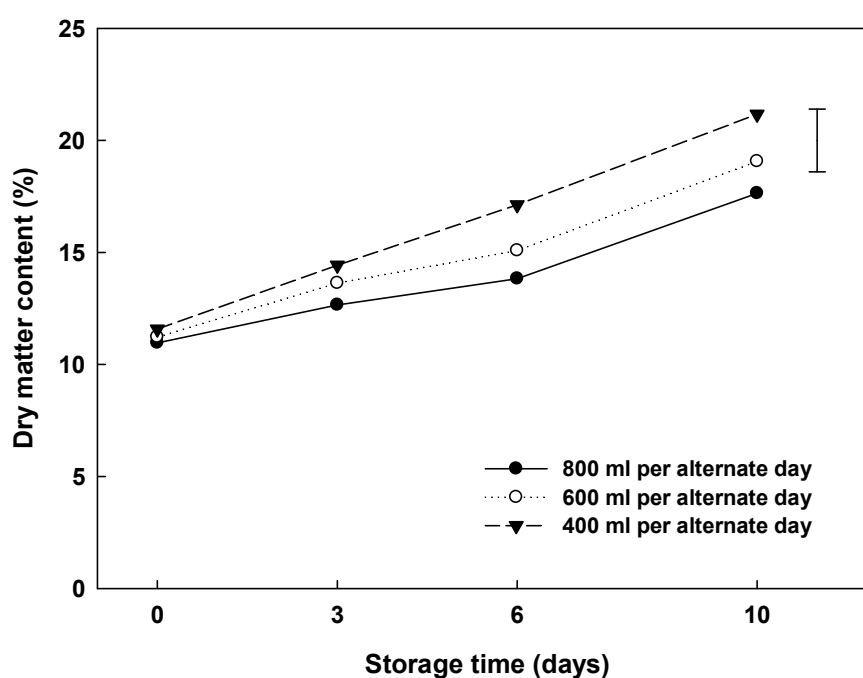 25
20
15
10
5
0
Dry matter content (%)
800 ml per alternate day
600 ml per alternate day
400 ml per alternate day
0 3 6 10
Storage time (days)